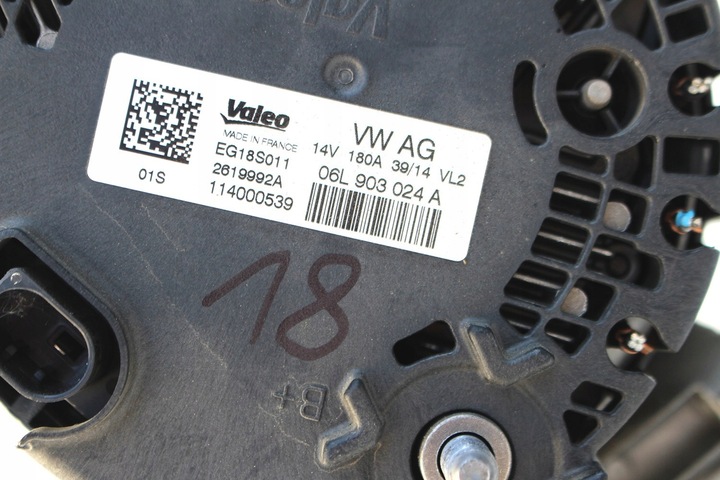 Valeo
Valeo
MADE IN FRANCE
EG18S011
2619992A
114000539
01S
VW AG
14V 180A 39/14 VL2
06L 903 024 A
18
B+